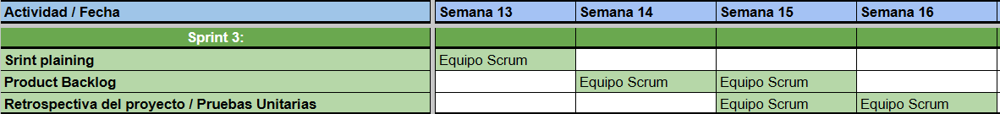 Actividad / Fecha Semana 13 Semana 14 Semana 15 Semana 16
Sprint 3:
Srint plaining Equipo Scrum
Product Backlog Equipo Scrum Equipo Scrum
Retrospectiva del proyecto / Pruebas Unitarias Equipo Scrum Equipo Scrum